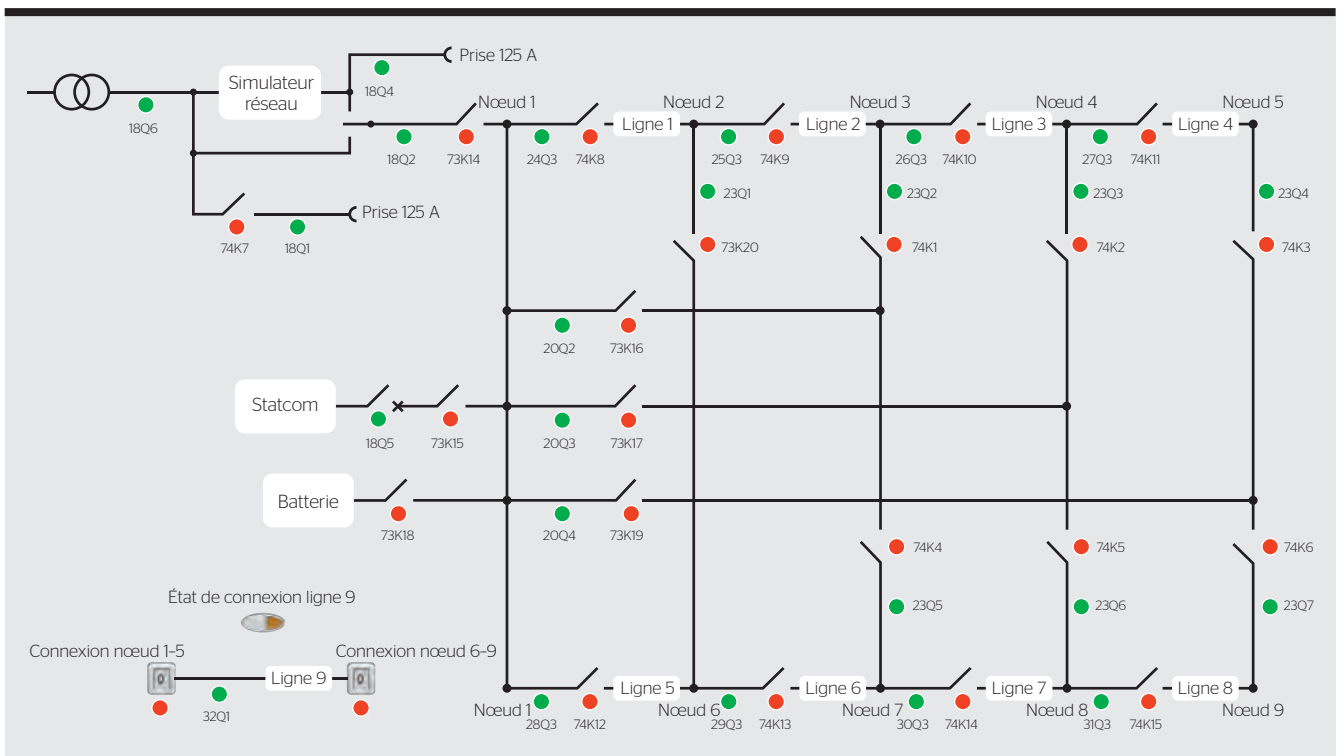 Prise 125 A
Simulateur
réseau
18Q4
18Q6
Nœud 1
Nœud 2
Nœud 3
Nœud 4
Nœud 5
Ligne 1
Ligne 2
Ligne 3
Ligne 4
18Q2
73K14
24Q3
74K8
25Q3
74K9
26Q3
74K10
27Q3
74K11
23Q1
23Q2
23Q3
23Q4
Prise 125 A
74K7
18Q1
73K20
74K1
74K2
74K3
20Q2
73K16
Statcom
18Q5
73K15
20Q3
73K17
Batterie
73K18
20Q4
73K19
74K4
74K5
74K6
État de connexion ligne 9
23Q5
23Q6
23Q7
Connexion nœud 1-5
Connexion nœud 6-9
Ligne 9
32Q1
Ligne 5
Ligne 6
Ligne 7
Ligne 8
Nœud 1
28Q3
74K12
Nœud 6
29Q3
74K13
Nœud 7
30Q3
74K14
Nœud 8
31Q3
74K15
Nœud 9